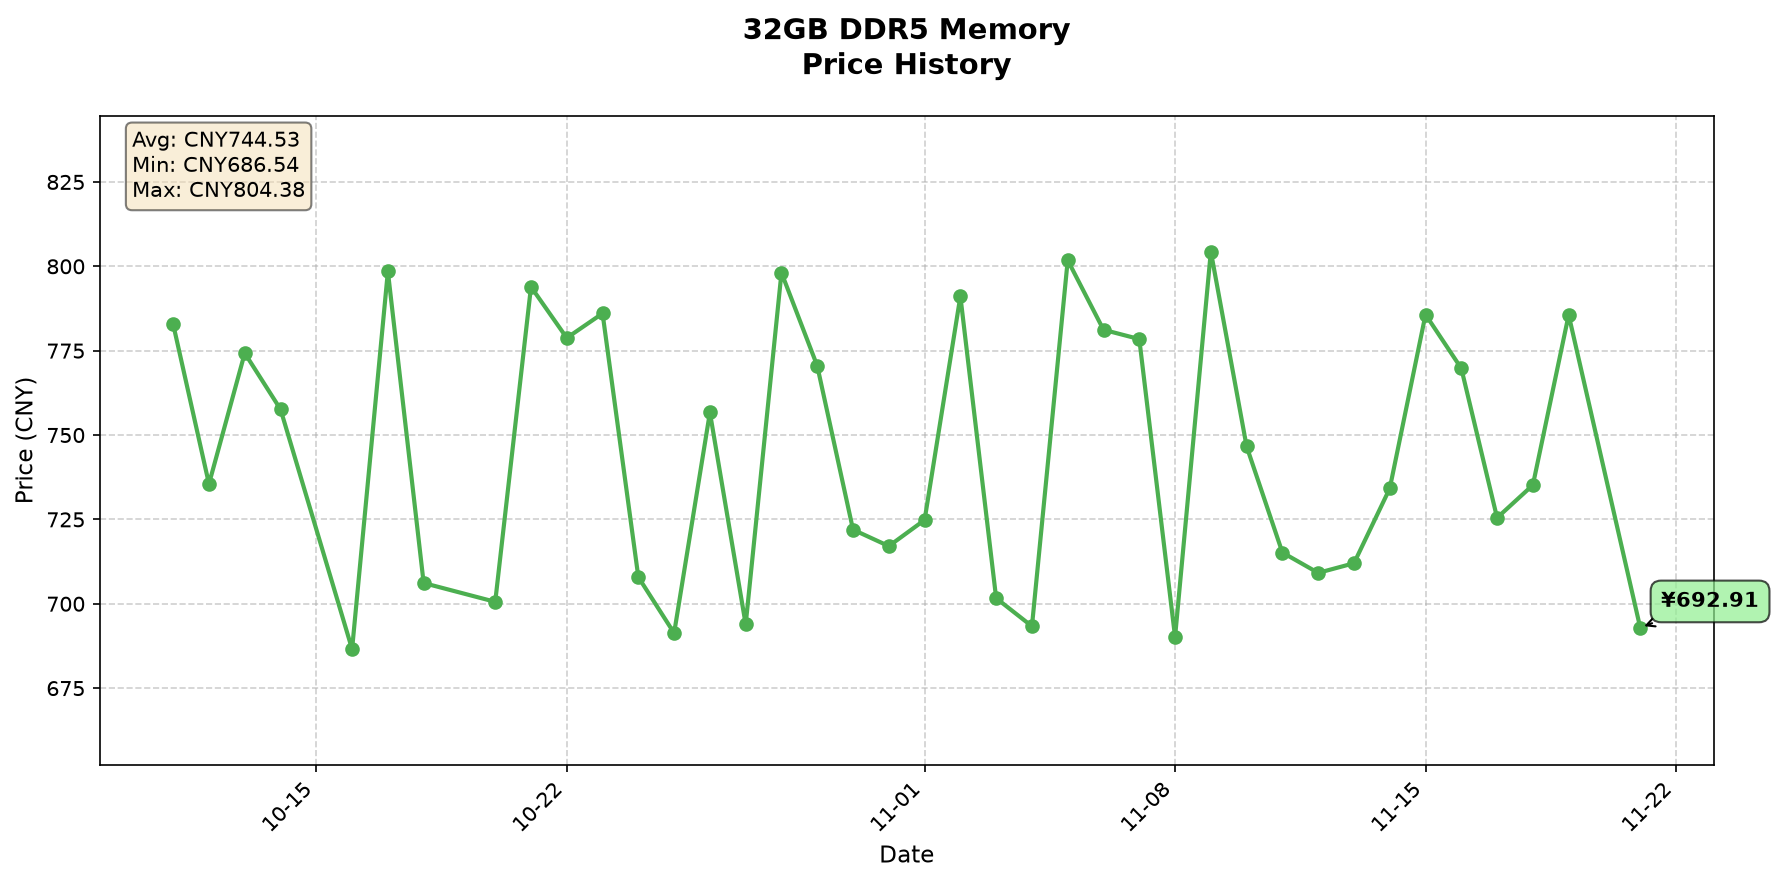 32GB DDR5 Memory
Price History
Avg: CNY744.53
Min: CNY686.54
Max: CNY804.38
Price (CNY)
825
800
775
750
725
700
675
¥692.91
10-15
10-22
11-01
11-08
11-15
11-22
Date